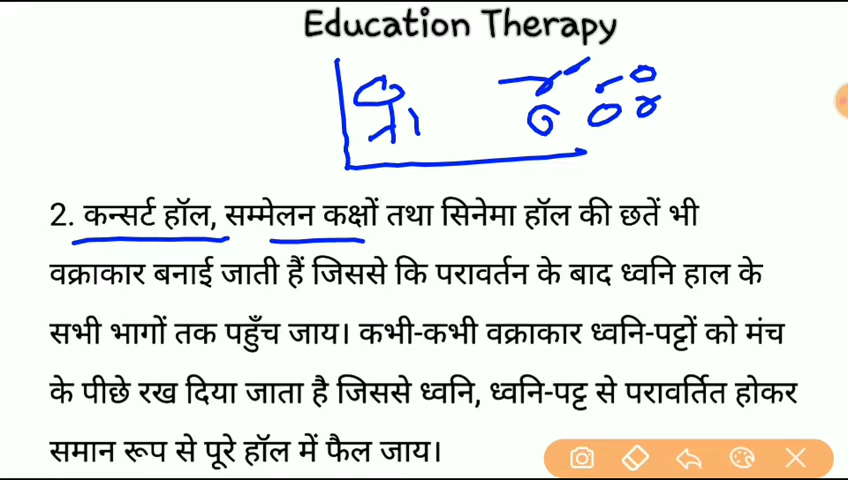 Education Therapy
2. कन्सर्ट हॉल, सम्मेलन कक्षों तथा सिनेमा हॉल की छतें भी
वक्राकार बनाई जाती हैं जिससे कि परावर्तन के बाद ध्वनि हाल के
सभी भागों तक पहुँच जाय। कभी-कभी वक्राकार ध्वनि-पट्टों को मंच
के पीछे रख दिया जाता है जिससे ध्वनि, ध्वनि-पट्ट से परावर्तित होकर
समान रूप से पूरे हॉल में फैल जाय।